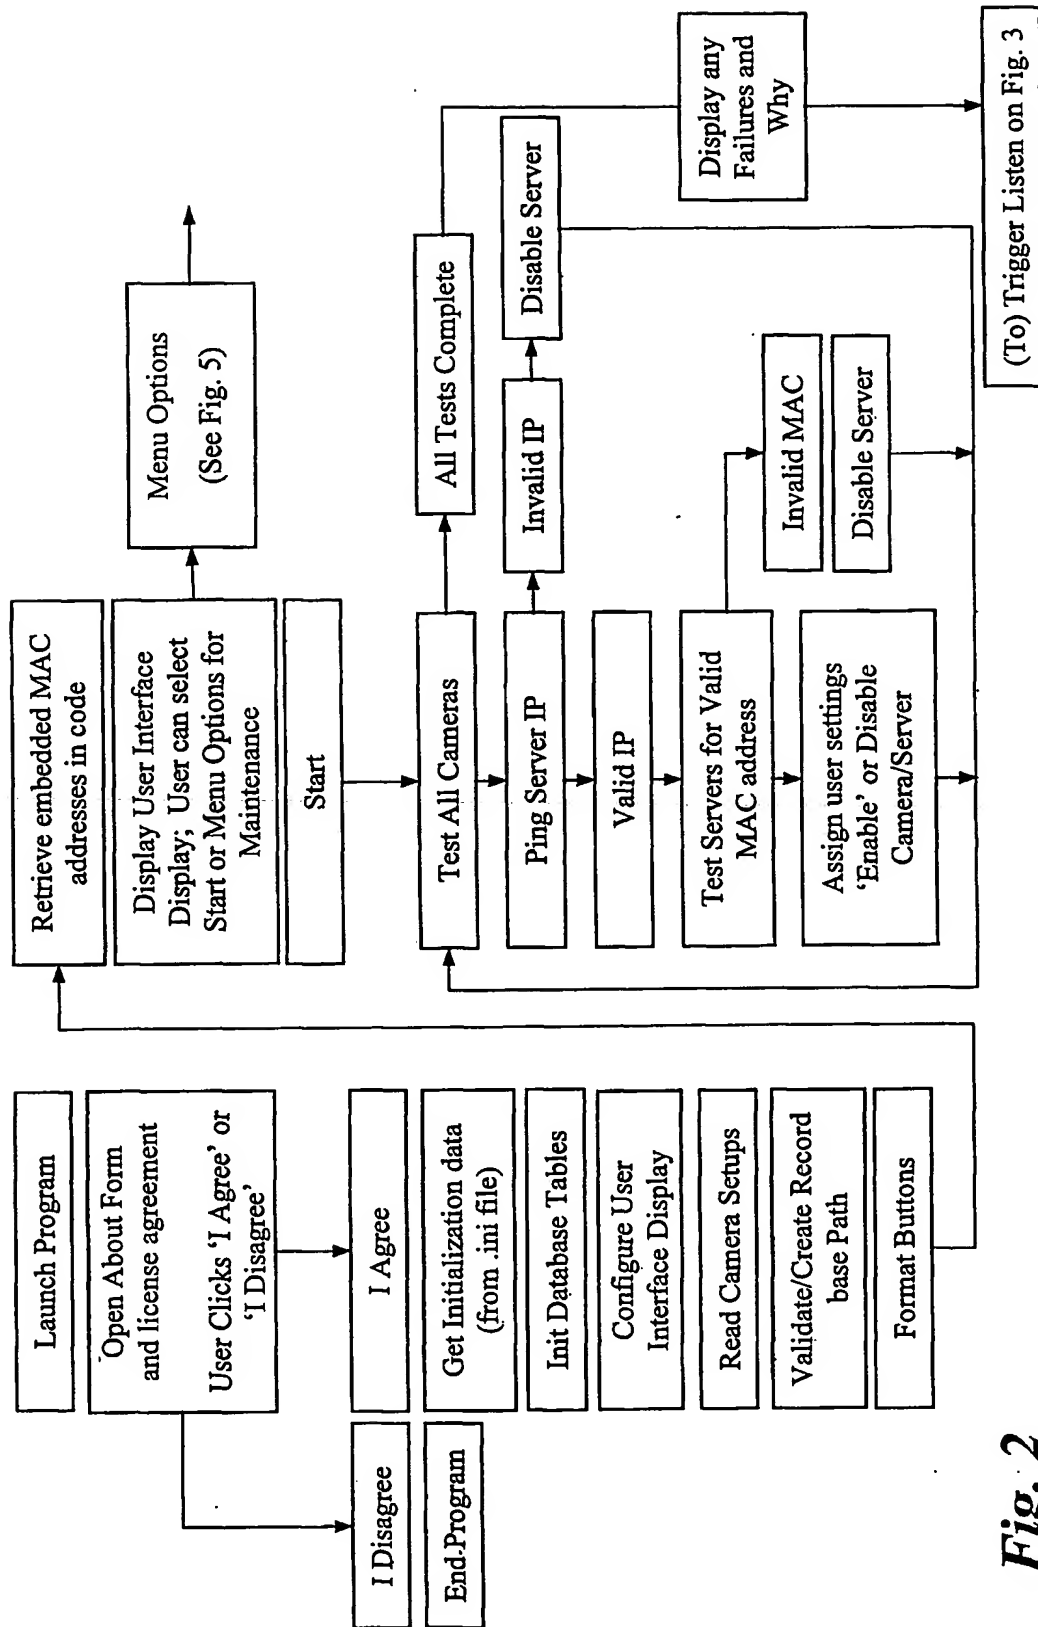 Launch Program
Open About Form
and license agreement
User Clicks 'I Agree' or
'I Disagree'
I Disagree
End-Program
I Agree
Get Initialization data
(from .ini file)
Init Database Tables
Configure User
Interface Display
Read Camera Setups
Validate/Create Record
base Path
Format Buttons
Retrieve embedded MAC
addresses in code
Display User Interface
Display; User can select
Start or Menu Options for
Maintenance
Menu Options
(See Fig. 5)
Start
Test All Cameras
All Tests Complete
Ping Server IP
Invalid IP
Disable Server
Valid IP
Test Servers for Valid
MAC address
Invalid MAC
Disable Server
Assign user settings
'Enable' or Disable
Camera/Server
Display any
Failures and
Why
(To) Trigger Listen on Fig. 3
Fig. 2